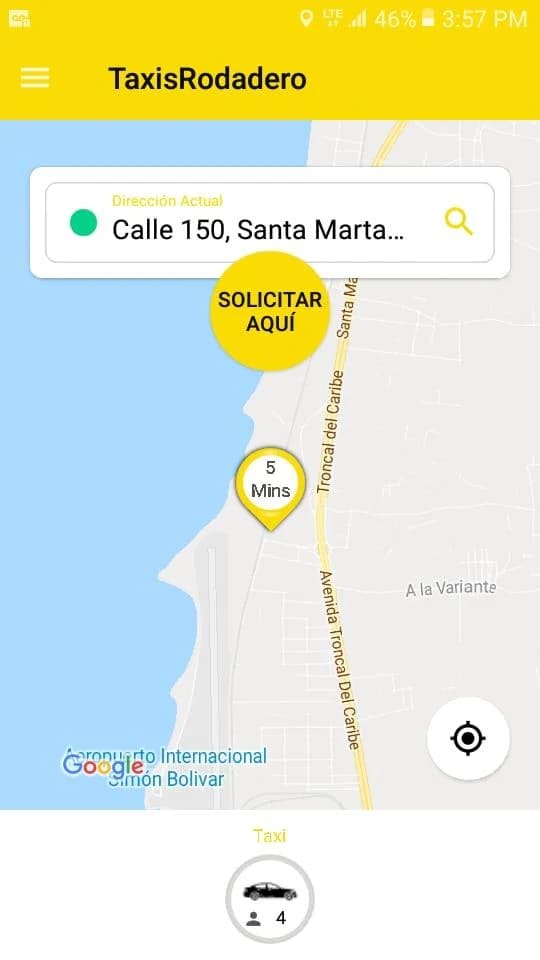 LTE 46% 3:57 PM
TaxisRodadero
Dirección Actual
Calle 150, Santa Marta...
SOLICITAR
AQUÍ
Santa Ma
Troncal del Caribe
5
Mins
Avenida Troncal Del Caribe
A la Variante
Aeropuerto Internacional
Simón Bolivar
Google
Taxi
4